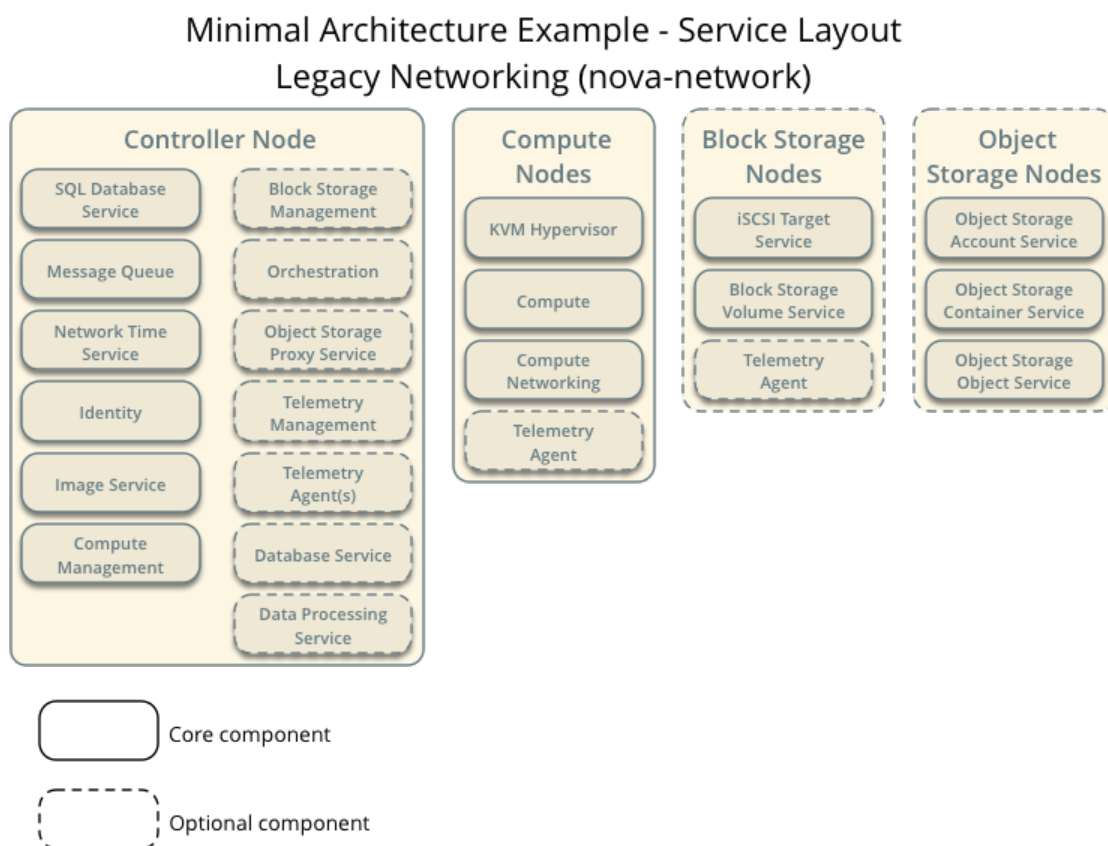 Minimal Architecture Example - Service Layout
Legacy Networking (nova-network)
Controller Node
SQL Database
Service
Message Queue
Network Time
Service
Identity
Image Service
Compute
Management
Block Storage
Management
Orchestration
Object Storage
Proxy Service
Telemetry
Management
Telemetry
Agent(s)
Database Service
Data Processing
Service
Compute
Nodes
KVM Hypervisor
Compute
Compute
Networking
Telemetry
Agent
Block Storage
Nodes
iSCSI Target
Service
Block Storage
Volume Service
Telemetry
Agent
Object
Storage Nodes
Object Storage
Account Service
Object Storage
Container Service
Object Storage
Object Service
Core component
Optional component